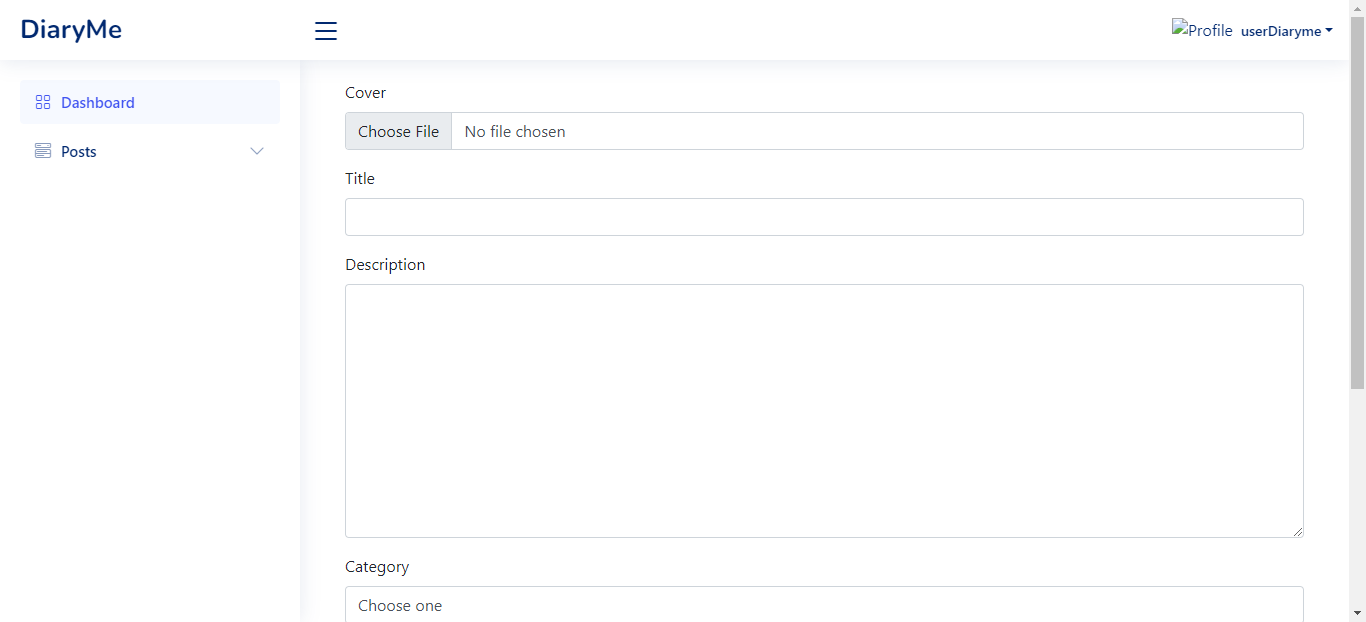 DiaryMe
Profile userDiaryme
Dashboard
Posts
Cover
Choose File No file chosen
Title
Description
Category
Choose one